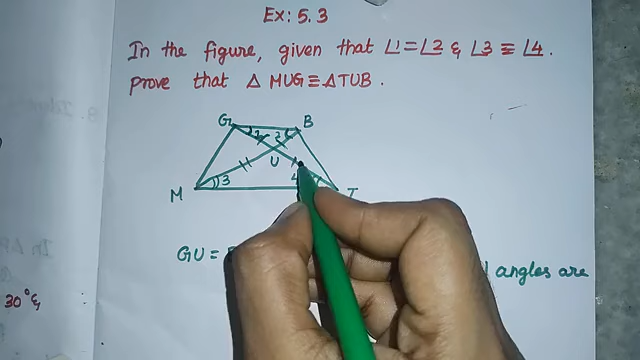 Ex: 5.3
In the figure, given that ∠1=∠2 & ∠3 ≡ ∠4.
prove that △ MUG≡△TUB.
G B
2
U
M 3 4 T
GU =
angles are
30°&